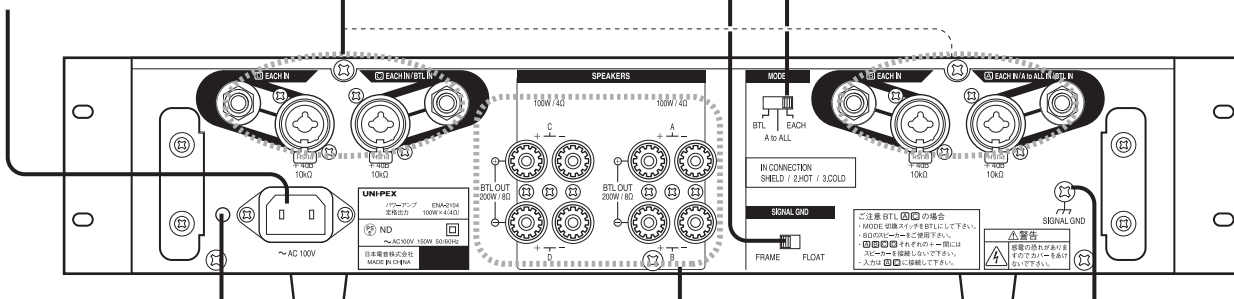 D EACH IN
C EACH IN/BTL IN
+4dB
10kΩ
+4dB
10kΩ
〜 AC 100V
UNI-PEX
パワーアンプ ENA-2104
定格出力 100W×4(4Ω)
PS E ND
〜 AC100V 150W 50/60Hz
日本電音株式会社
MADE IN CHINA
SPEAKERS
100W / 4Ω
100W / 4Ω
C
A
+ −
+ −
BTL OUT
200W / 8Ω
BTL OUT
200W / 8Ω
+ −
+ −
D
B
MODE
BTL EACH
A to ALL
IN CONNECTION
SHIELD / 2.HOT / 3.COLD
SIGNAL GND
FRAME FLOAT
B EACH IN
A EACH IN/A to ALL IN/BTL IN
+4dB
10kΩ
+4dB
10kΩ
SIGNAL GND
ご注意 BTL A C の場合
・MODE 切換スイッチをBTLにして下さい。
・8Ωのスピーカーをご使用下さい。
・A B C D それぞれの+−間には
スピーカーを接続しないで下さい。
・入力は A C に接続して下さい。
⚠警告
感電の恐れがありま
すのでカバーをあけ
ないで下さい。